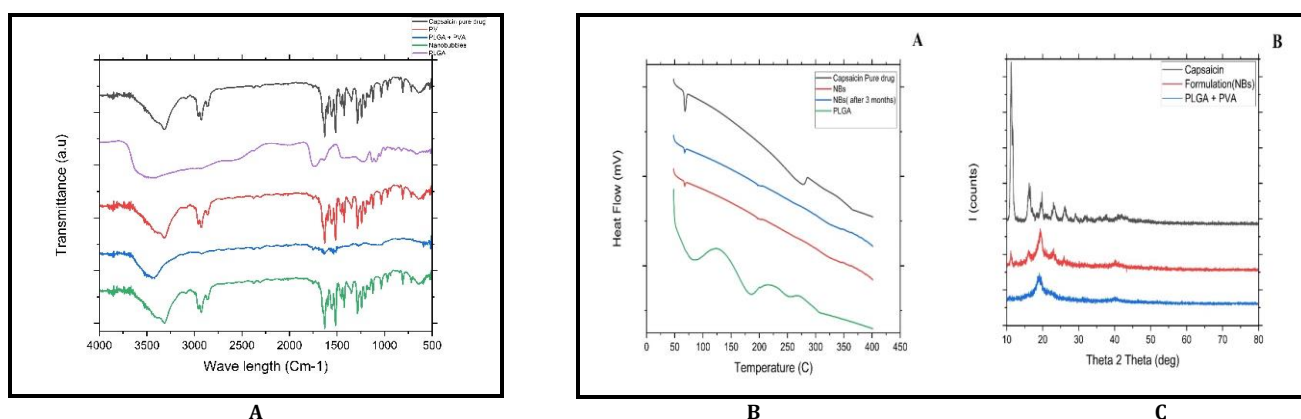 Capsaicin pure drug
PV
PLGA + PVA
Nanobubbles
PLGA
Transmittance (a.u)
4000 3500 3000 2500 2000 1500 1000 500
Wave length (Cm-1)
A
A
Capsaicin Pure drug
NBs
NBs( after 3 months)
PLGA
Heat Flow (mV)
0 50 100 150 200 250 300 350 400 450
Temperature (C)
B
B
Capsaicin
Formulation(NBs)
PLGA + PVA
I (counts)
10 20 30 40 50 60 70 80
Theta 2 Theta (deg)
C